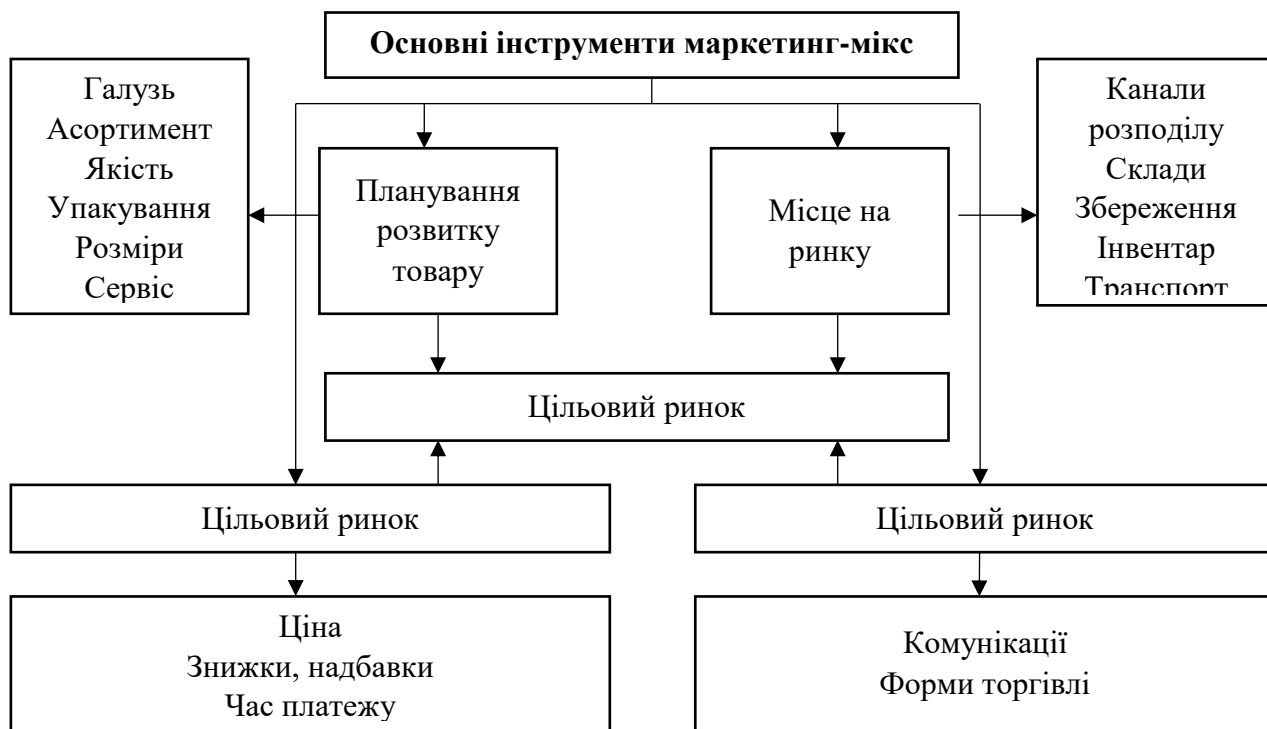 Основні інструменти маркетинг-мікс
Галузь
Асортимент
Якість
Упакування
Розміри
Сервіс
Планування
розвитку
товару
Місце на
ринку
Канали
розподілу
Склади
Збереження
Інвентар
Транспорт
Цільовий ринок
Цільовий ринок
Цільовий ринок
Ціна
Знижки, надбавки
Час платежу
Комунікації
Форми торгівлі